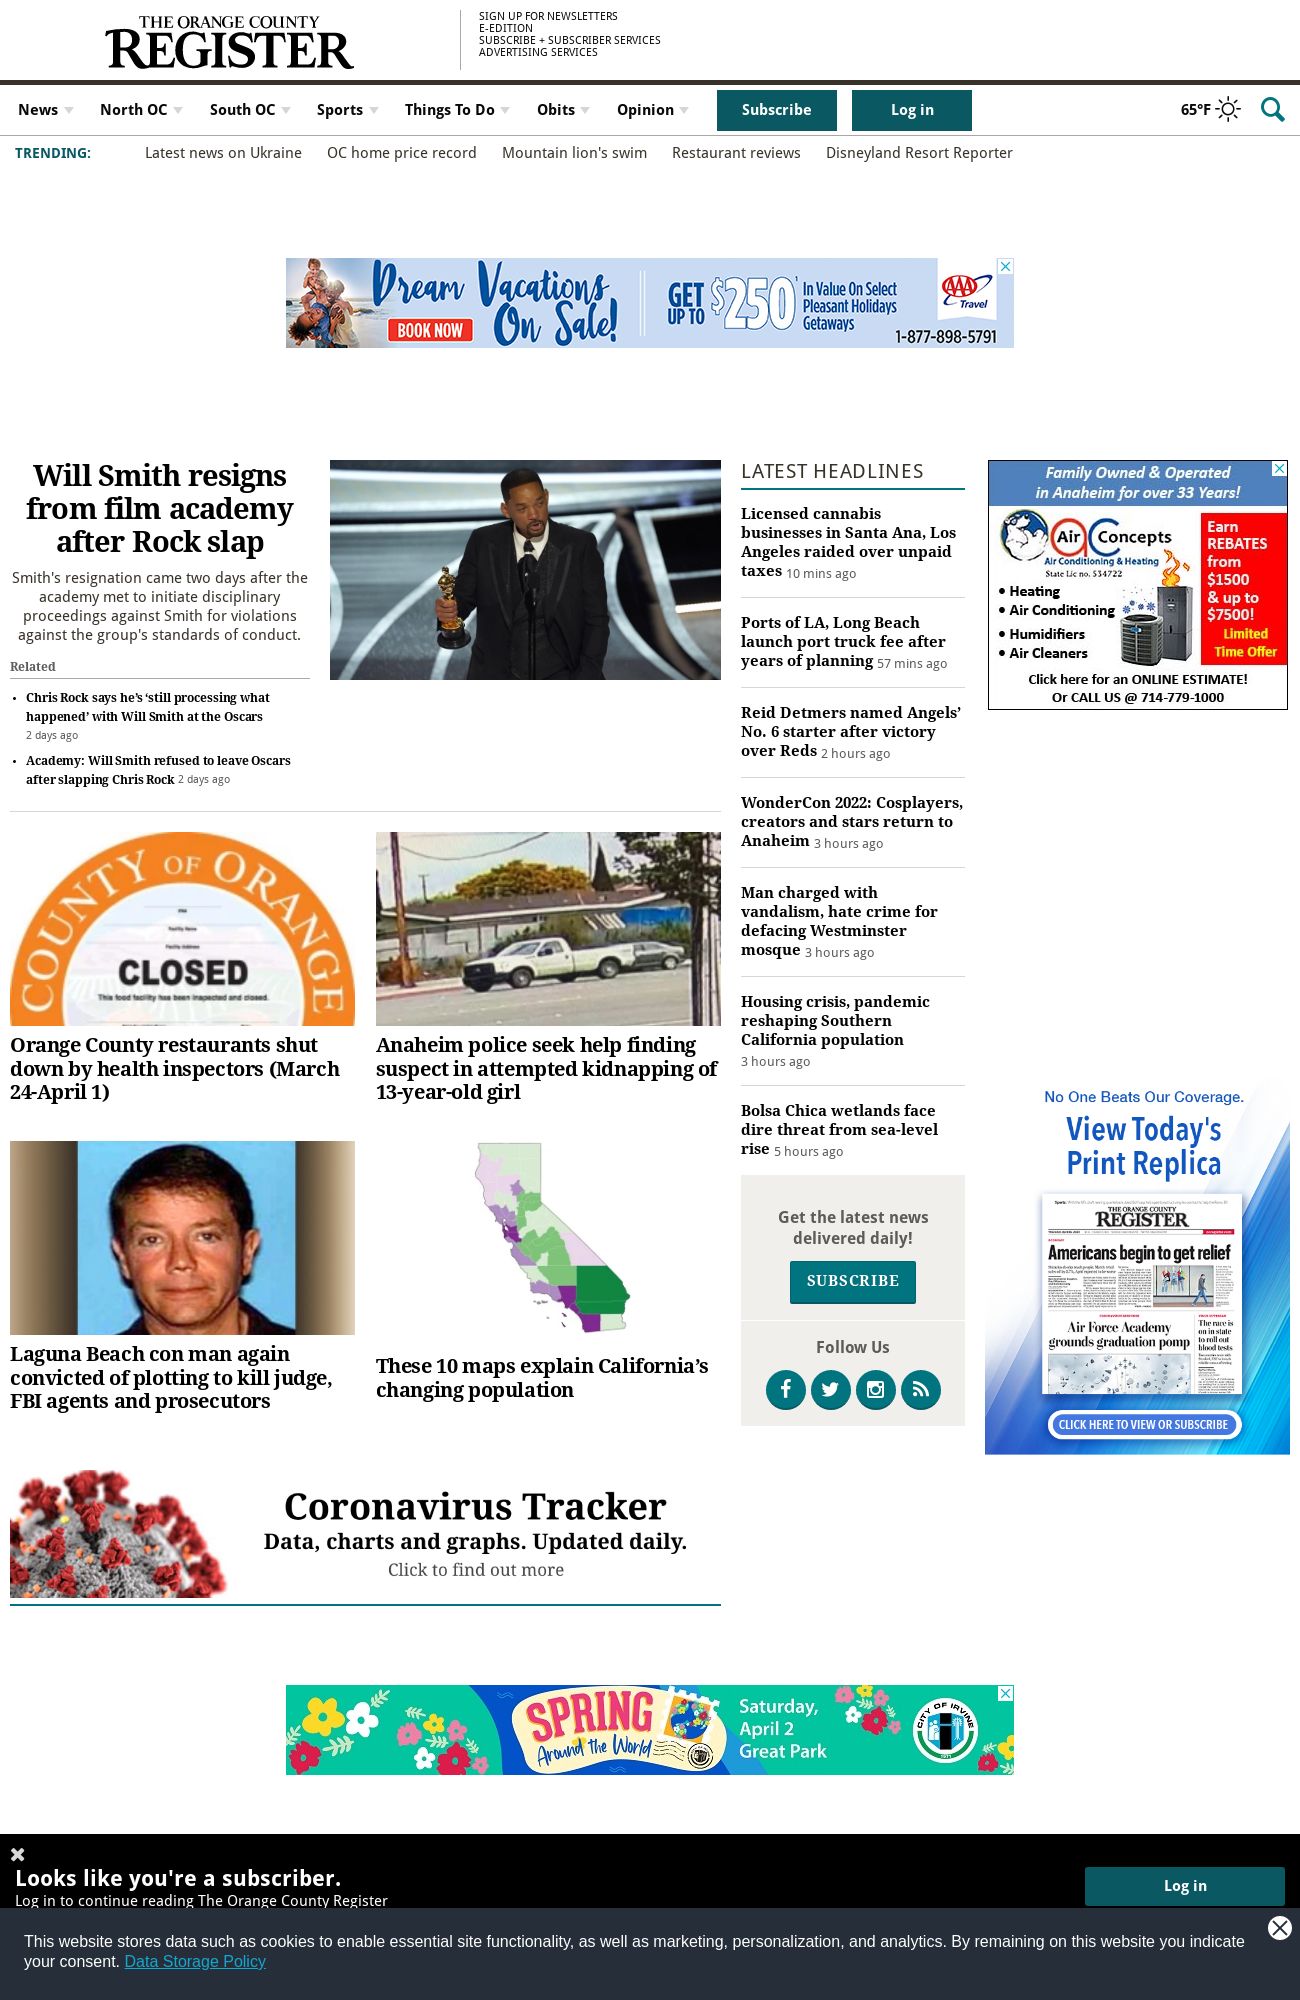 THE ORANGE COUNTY
REGISTER
SIGN UP FOR NEWSLETTERS
E-EDITION
SUBSCRIBE + SUBSCRIBER SERVICES
ADVERTISING SERVICES
News
North OC
South OC
Sports
Things To Do
Obits
Opinion
Subscribe
Log in
65°F
TRENDING:
Latest news on Ukraine
OC home price record
Mountain lion's swim
Restaurant reviews
Disneyland Resort Reporter
Dream Vacations
On Sale!
BOOK NOW
GET
UP TO
$250
In Value On Select
Pleasant Holidays
Getaways
AAA
Travel
1-877-898-5791
Will Smith resigns
from film academy
after Rock slap
Smith's resignation came two days after the
academy met to initiate disciplinary
proceedings against Smith for violations
against the group's standards of conduct.
Related
• Chris Rock says he's ‘still processing what
happened’ with Will Smith at the Oscars
2 days ago
• Academy: Will Smith refused to leave Oscars
after slapping Chris Rock 2 days ago
COUNTY OF ORANGE
CLOSED
This food facility has been inspected and closed.
Orange County restaurants shut
down by health inspectors (March
24-April 1)
Anaheim police seek help finding
suspect in attempted kidnapping of
13-year-old girl
Laguna Beach con man again
convicted of plotting to kill judge,
FBI agents and prosecutors
These 10 maps explain California’s
changing population
Coronavirus Tracker
Data, charts and graphs. Updated daily.
Click to find out more
LATEST HEADLINES
Licensed cannabis
businesses in Santa Ana, Los
Angeles raided over unpaid
taxes 10 mins ago
Ports of LA, Long Beach
launch port truck fee after
years of planning 57 mins ago
Reid Detmers named Angels’
No. 6 starter after victory
over Reds 2 hours ago
WonderCon 2022: Cosplayers,
creators and stars return to
Anaheim 3 hours ago
Man charged with
vandalism, hate crime for
defacing Westminster
mosque 3 hours ago
Housing crisis, pandemic
reshaping Southern
California population
3 hours ago
Bolsa Chica wetlands face
dire threat from sea-level
rise 5 hours ago
Get the latest news
delivered daily!
SUBSCRIBE
Follow Us
Family Owned & Operated
in Anaheim for over 33 Years!
Air Concepts
Air Conditioning & Heating
State Lic no. 534722
• Heating
• Air Conditioning
• Humidifiers
• Air Cleaners
Earn
REBATES
from
$1500
& up to
$7500!
Limited
Time Offer
Click here for an ONLINE ESTIMATE!
Or CALL US @ 714-779-1000
No One Beats Our Coverage.
View Today's
Print Replica
THE ORANGE COUNTY
REGISTER
Americans begin to get relief
Air Force Academy
grounds graduation pomp
The race is
on in state
to roll out
blood tests
CLICK HERE TO VIEW OR SUBSCRIBE
SPRING
Around the World
Saturday,
April 2
Great Park
CITY OF IRVINE
1971
Looks like you're a subscriber.
Log in to continue reading The Orange County Register
Log in
This website stores data such as cookies to enable essential site functionality, as well as marketing, personalization, and analytics. By remaining on this website you indicate
your consent. Data Storage Policy